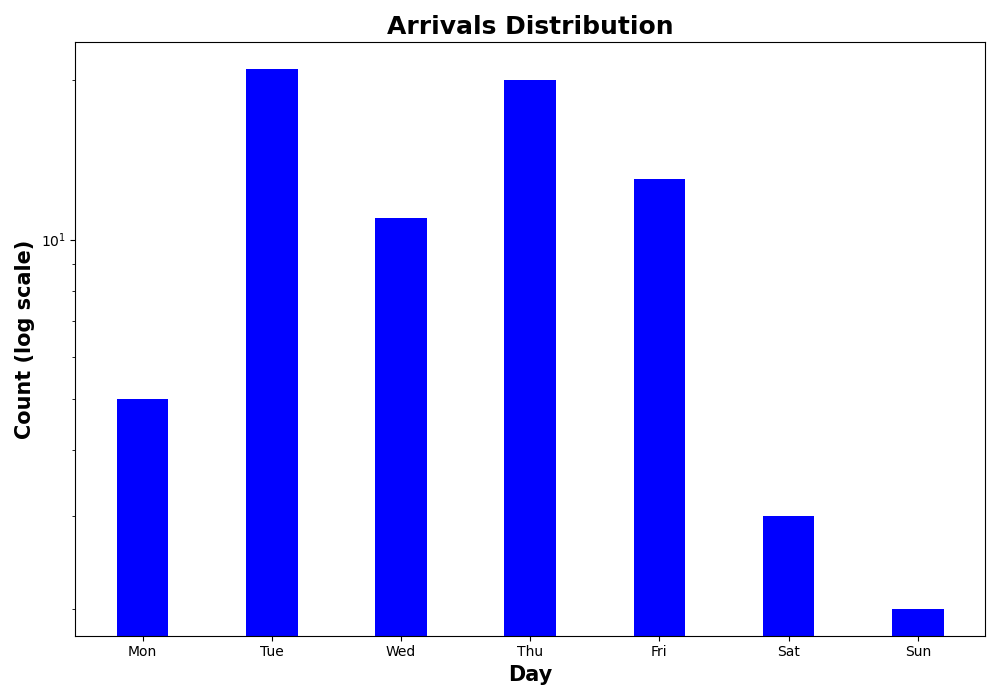 Arrivals Distribution
Count (log scale)
10¹
Mon Tue Wed Thu Fri Sat Sun
Day